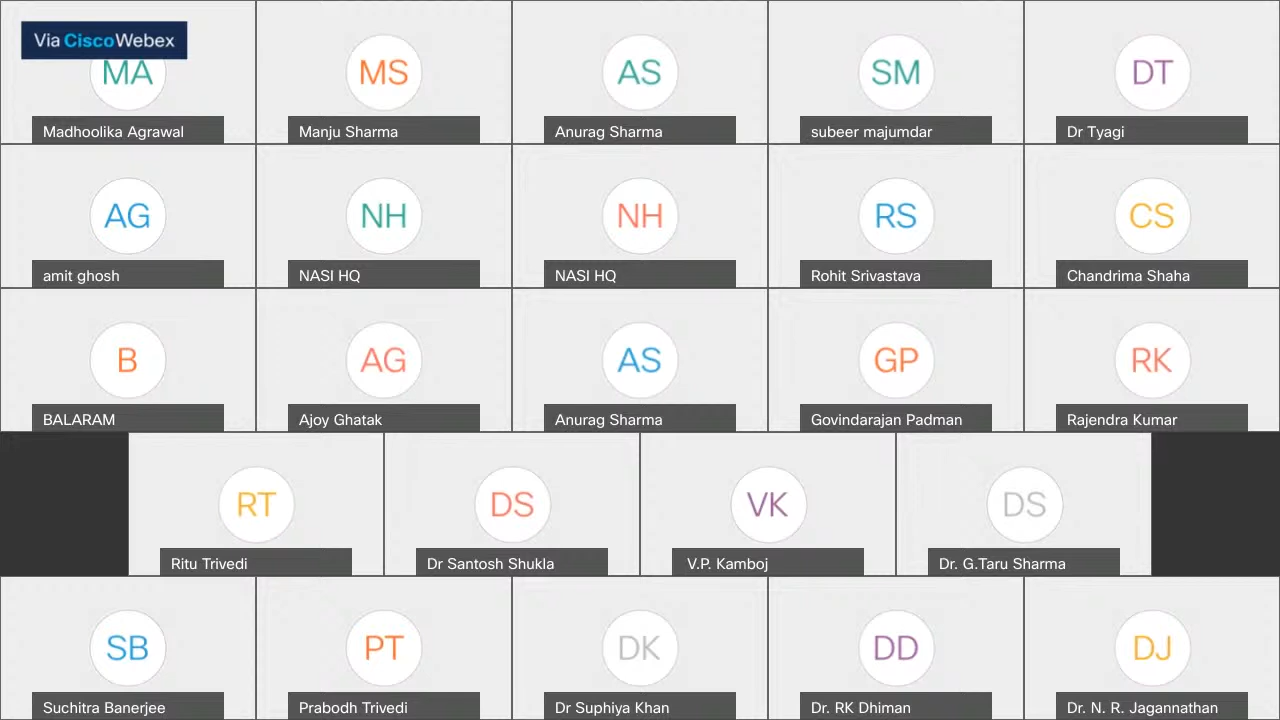 Via Cisco Webex
MA
MS
AS
SM
DT
Madhoolika Agrawal
Manju Sharma
Anurag Sharma
subeer majumdar
Dr Tyagi
AG
NH
NH
RS
CS
amit ghosh
NASI HQ
NASI HQ
Rohit Srivastava
Chandrima Shaha
B
AG
AS
GP
RK
BALARAM
Ajoy Ghatak
Anurag Sharma
Govindarajan Padman
Rajendra Kumar
RT
DS
VK
DS
Ritu Trivedi
Dr Santosh Shukla
V.P. Kamboj
Dr. G.Taru Sharma
SB
PT
DK
DD
DJ
Suchitra Banerjee
Prabodh Trivedi
Dr Suphiya Khan
Dr. RK Dhiman
Dr. N. R. Jagannathan